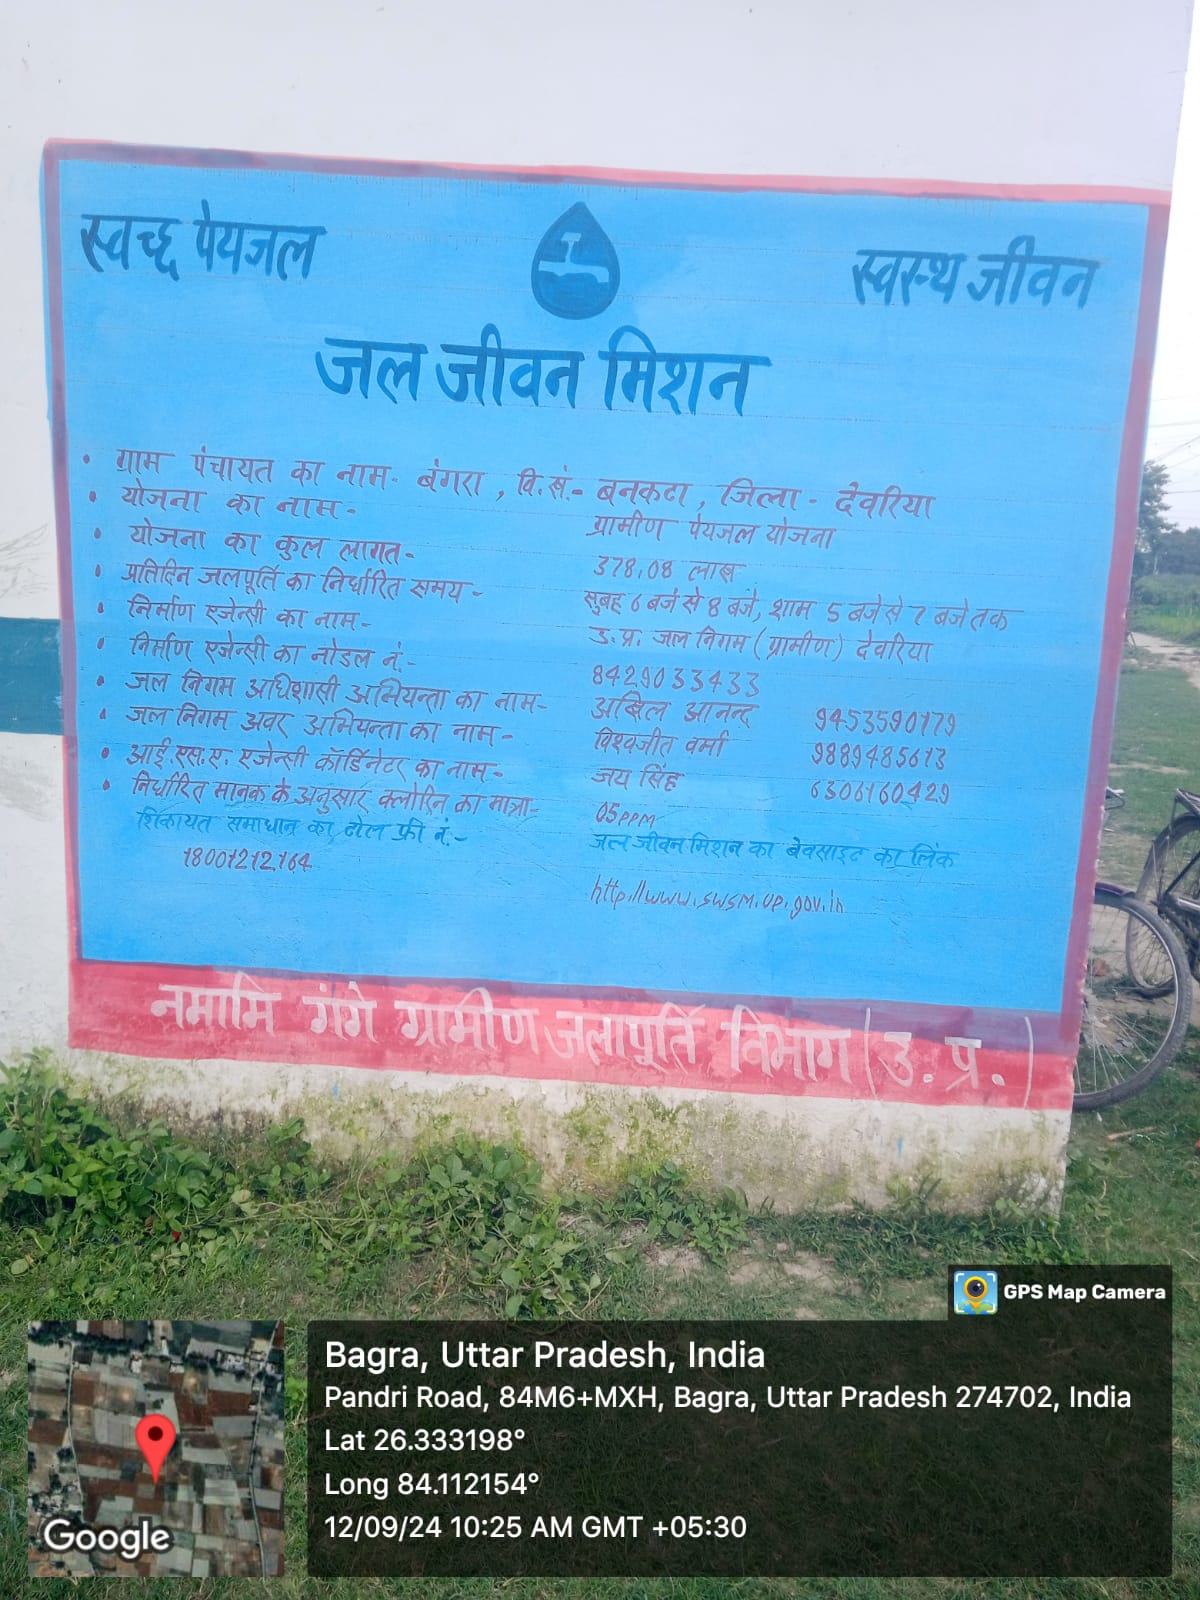 स्वच्छ पेयजल
स्वस्थ जीवन
जल जीवन मिशन
• ग्राम पंचायत का नाम- बंगरा, वि.सं.- बनकटा, जिला- देवरिया
• योजना का नाम- ग्रामीण पेयजल योजना
• योजना का कुल लागत- 378.08 लाख
• प्रतिदिन जलपूर्ति का निर्धारित समय- सुबह 6 बजे से 8 बजे, शाम 5 बजे से 7 बजे तक
• निर्माण एजेन्सी का नाम- उ.प्र. जल निगम (ग्रामीण) देवरिया
• निर्माण एजेन्सी का नोडल नं.- 8429033433
• जल निगम अधिशासी अभियन्ता का नाम- अखिल आनन्द 9453590179
• जल निगम अवर अभियन्ता का नाम- विश्वजीत वर्मा 9889485613
• आई.एस.ए. एजेन्सी कॉर्डिनेटर का नाम- जय सिंह 6306160429
• निर्धारित मानक के अनुसार क्लोरिन का मात्रा- 05PPM
शिकायत समाधान का टोल फ्री नं.- जल जीवन मिशन का बेवसाइट का लिंक
18001212164 http://www.swsm.up.gov.in
नमामि गंगे ग्रामीण जलापूर्ति विभाग (उ.प्र.)
GPS Map Camera
Bagra, Uttar Pradesh, India
Pandri Road, 84M6+MXH, Bagra, Uttar Pradesh 274702, India
Lat 26.333198°
Long 84.112154°
12/09/24 10:25 AM GMT +05:30
Google